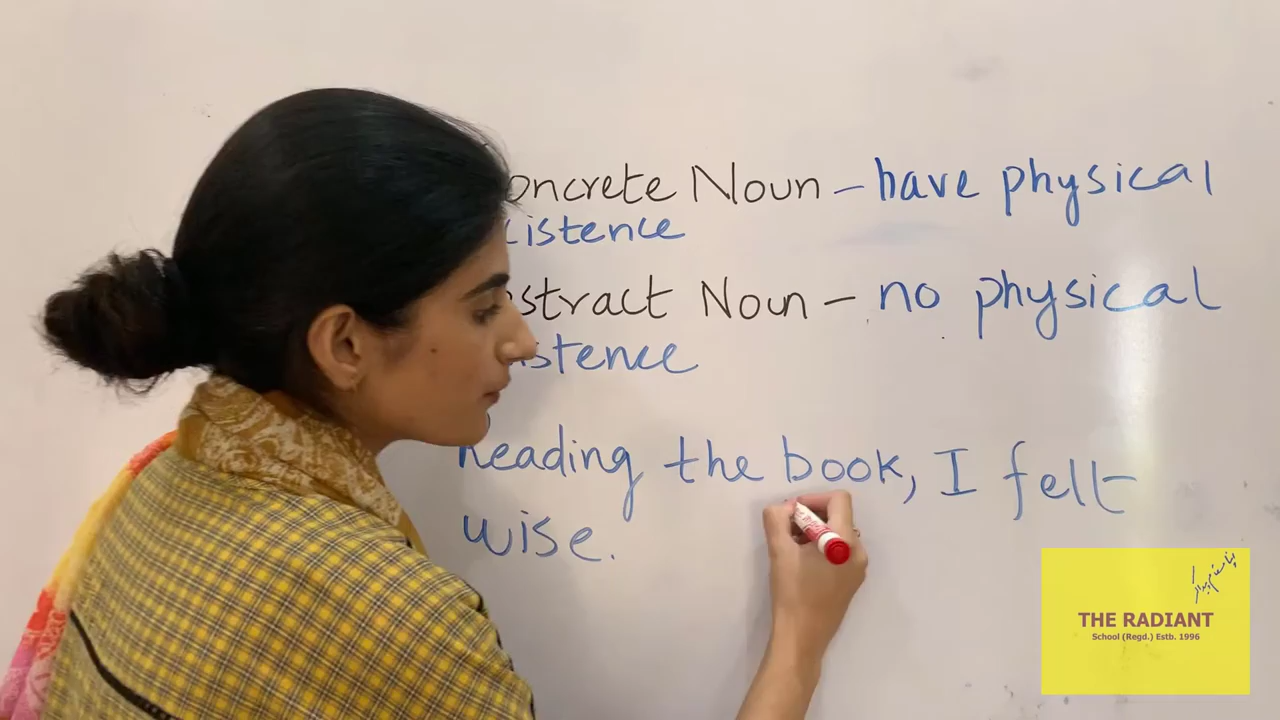 oncrete Noun – have physical
istence
stract Noun – no physical
istence
Reading the book, I felt
wise.
THE RADIANT
School (Regd.) Estb. 1996